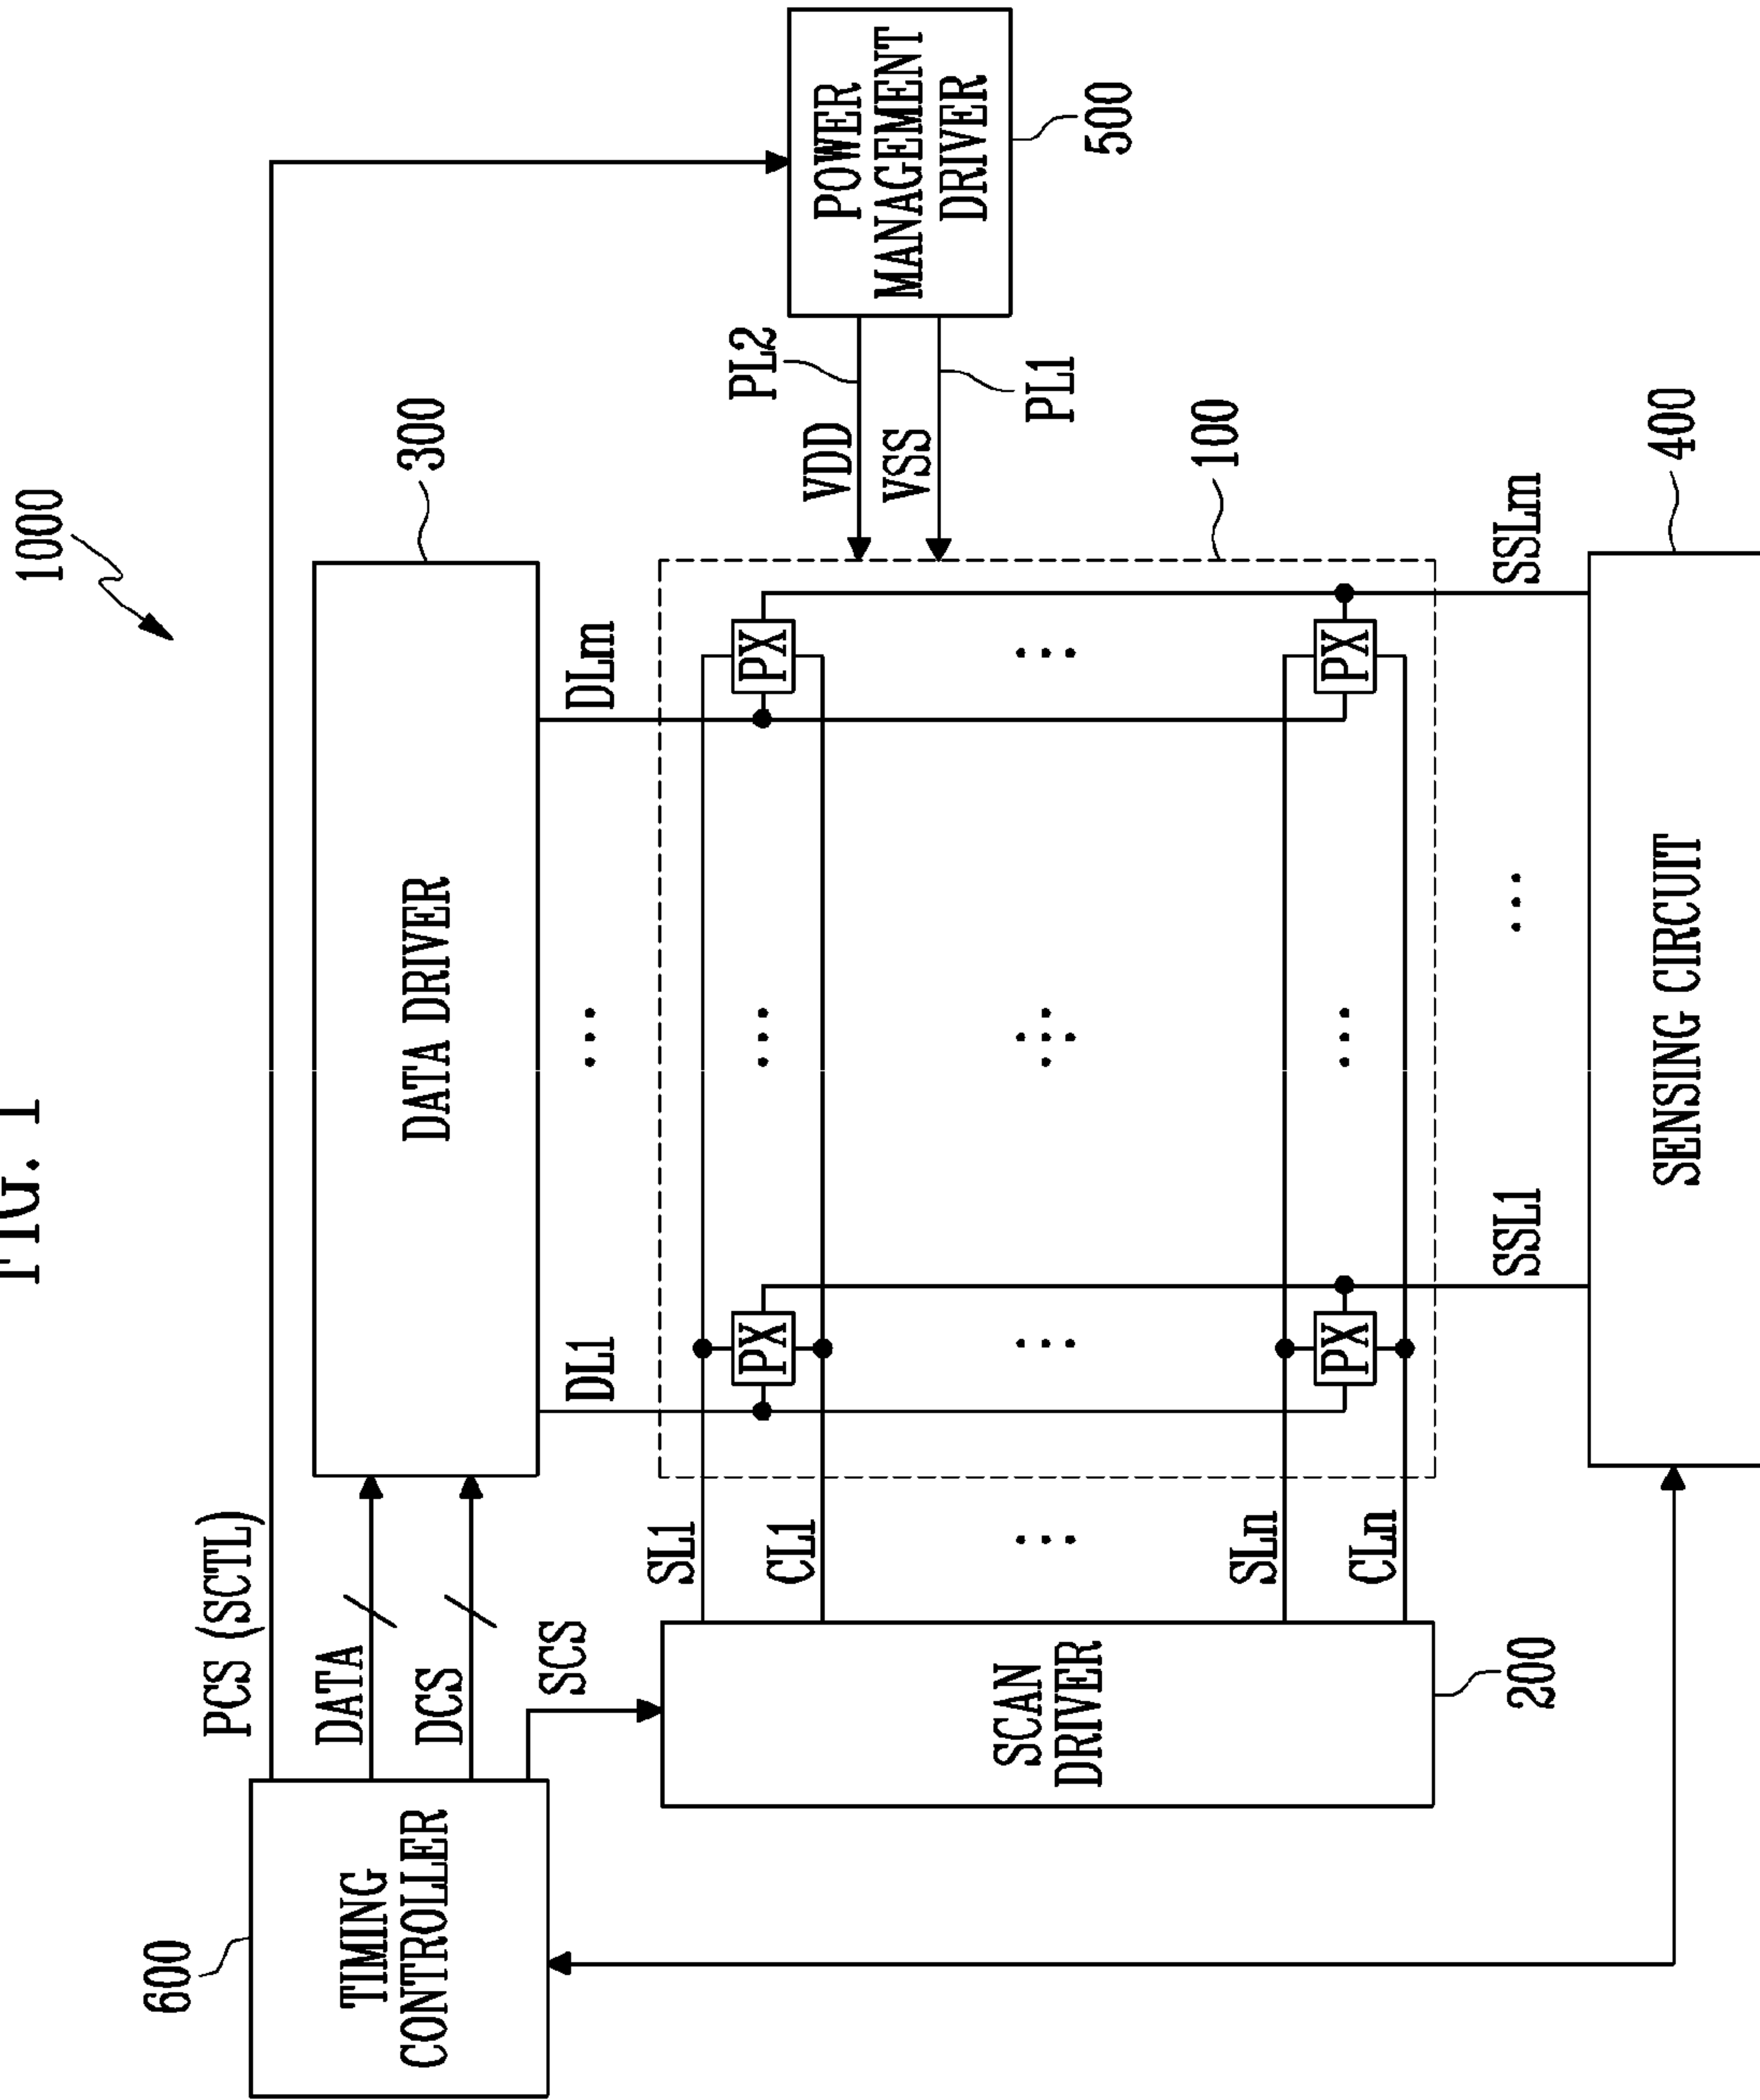 FIG. 1
1000
600
TIMING
CONTROLLER
PCS (SCTL)
DATA
DCS
SCS
DATA DRIVER
300
POWER
MANAGEMENT
DRIVER
500
PL2
VDD
VSS
PL1
100
DL1
...
DLm
SL1
CL1
...
SLn
CLn
PX
...
PX
...
PX
...
PX
SCAN
DRIVER
200
SSL1
...
SSLm
SENSING CIRCUIT
400